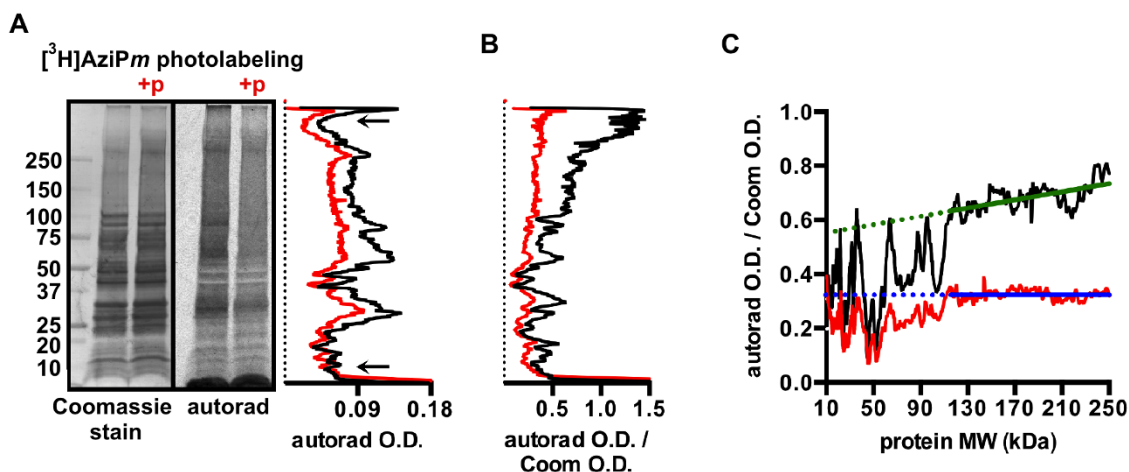 A
[³H]AziPm photolabeling
+p
+p
250
150
100
75
50
37
25
20
10
Coomassie
stain
autorad
0.09
0.18
autorad O.D.
B
0.5
1.0
1.5
autorad O.D. /
Coom O.D.
C
autorad O.D. / Coom O.D.
1.0
0.8
0.6
0.4
0.2
0.0
10
50
90
130
170
210
250
protein MW (kDa)